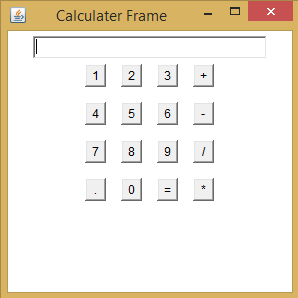 Calculater Frame
1 2 3 +
4 5 6 -
7 8 9 /
. 0 = *